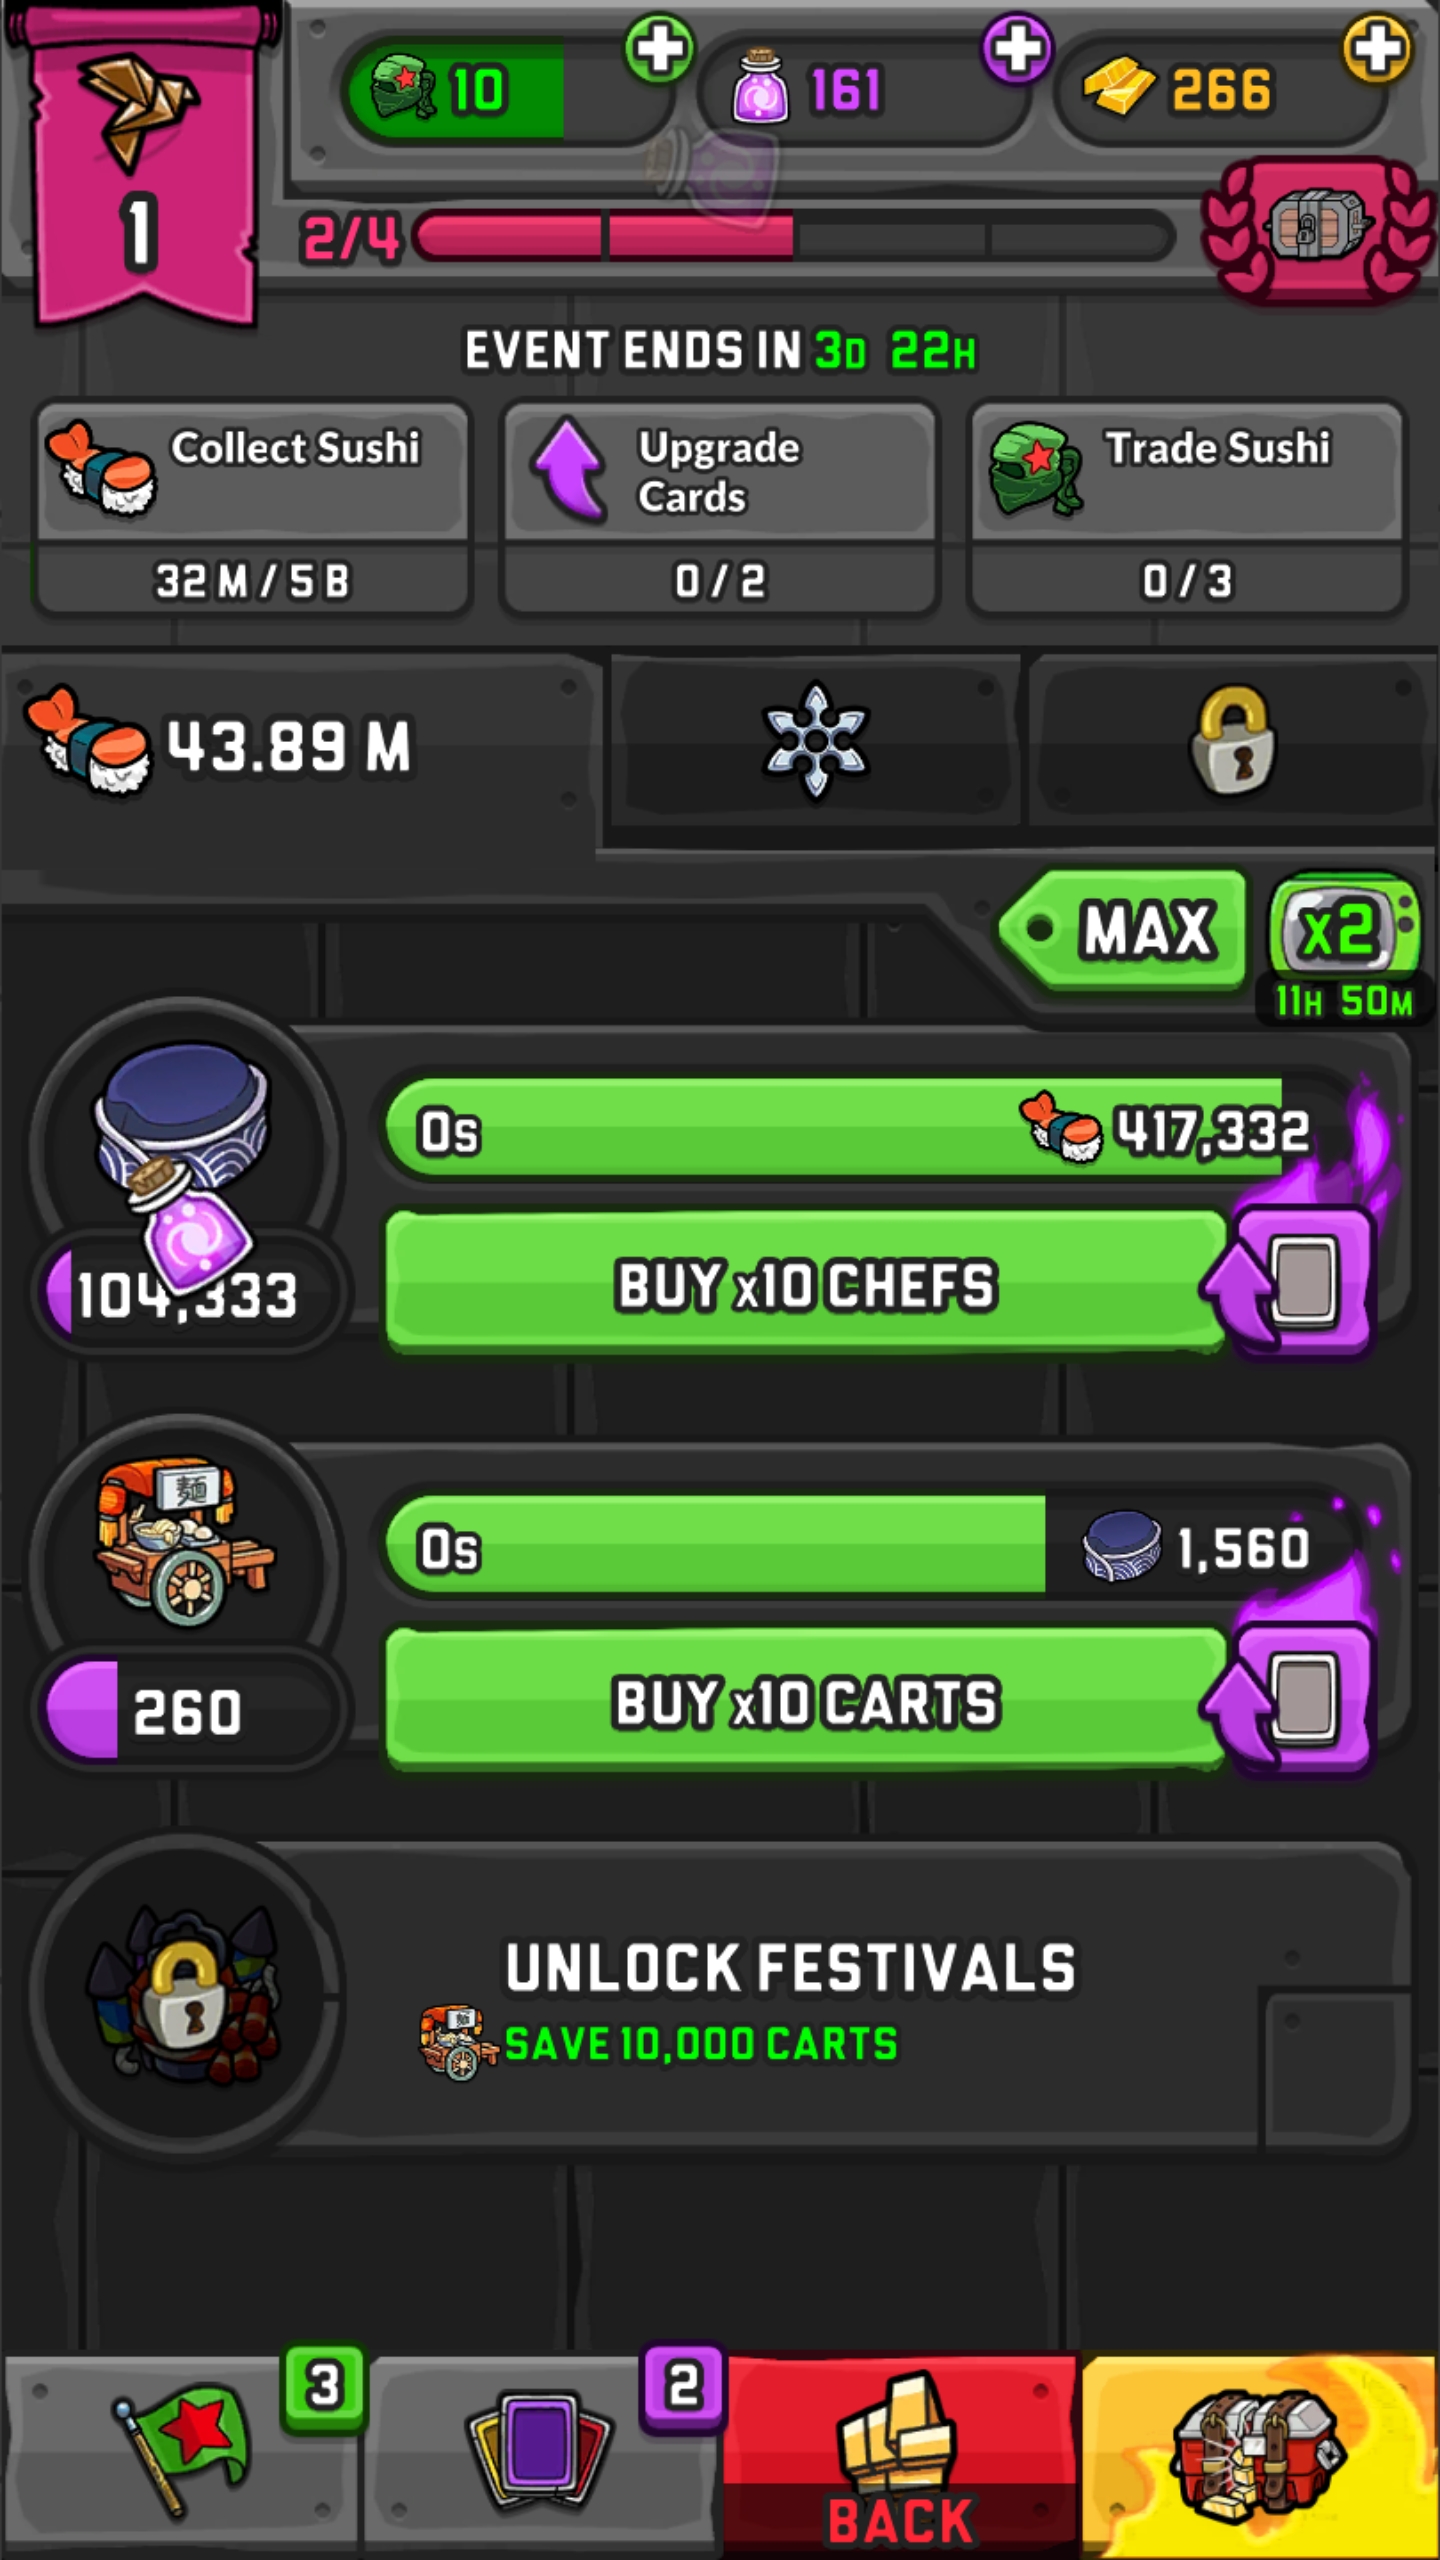 10
161
266
1
2/4
EVENT ENDS IN 3D 22H
Collect Sushi
32 M / 5 B
Upgrade
Cards
0 / 2
Trade Sushi
0 / 3
43.89 M
MAX
x2
11H 50M
0s
417,332
104,333
BUY x10 CHEFS
麺
0s
1,560
260
BUY x10 CARTS
UNLOCK FESTIVALS
SAVE 10,000 CARTS
3
2
BACK